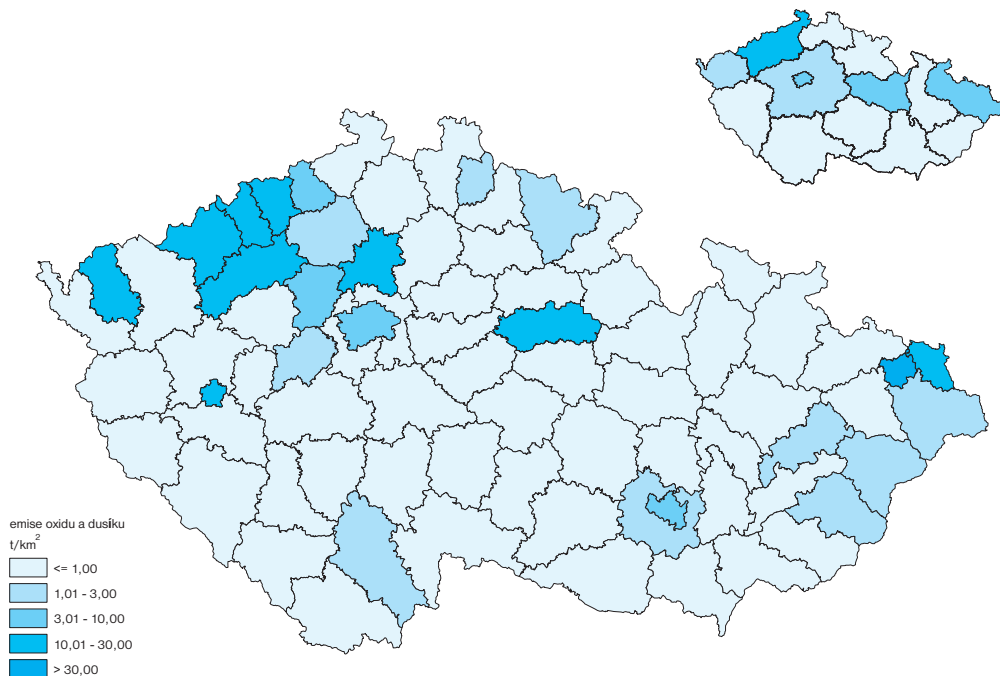 emise oxidu a dusíku
t/km²
<= 1,00
1,01 - 3,00
3,01 - 10,00
10,01 - 30,00
> 30,00